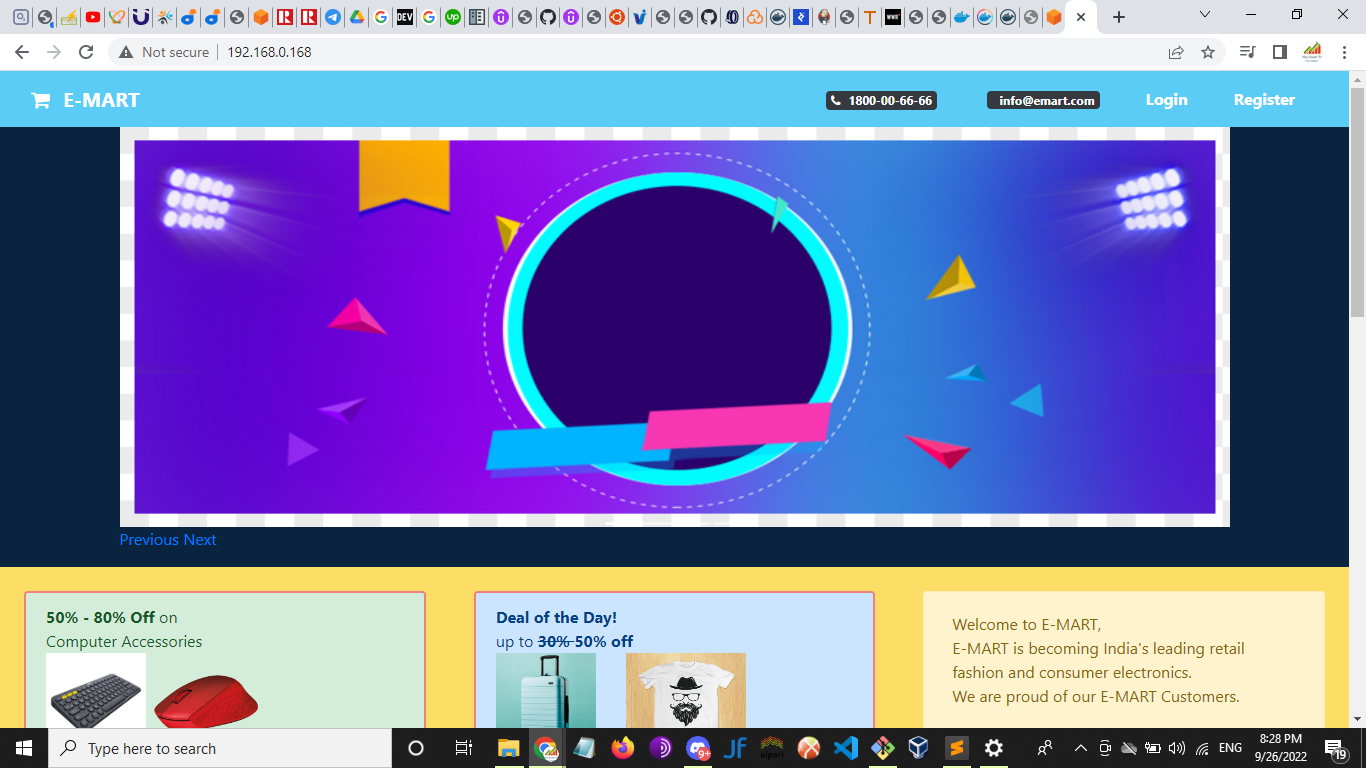 Not secure
192.168.0.168
E-MART
1800-00-66-66
info@emart.com
Login
Register
Previous Next
50% - 80% Off on
Computer Accessories
Deal of the Day!
up to 30% 50% off
Welcome to E-MART,
E-MART is becoming India's leading retail
fashion and consumer electronics.
We are proud of our E-MART Customers.
Type here to search
ENG
8:28 PM
9/26/2022
19